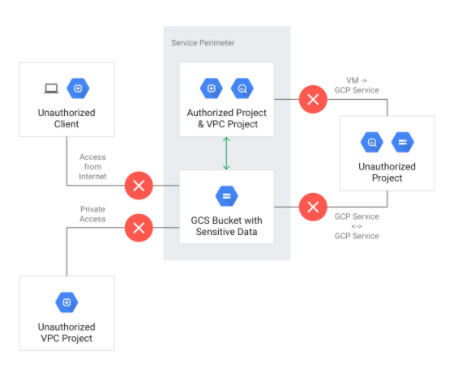 Service Perimeter
Unauthorized
Client
Authorized Project
& VPC Project
VM ->
GCP Service
Unauthorized
Project
Access
from
Internet
GCS Bucket with
Sensitive Data
Private
Access
GCP Service
<->
GCP Service
Unauthorized
VPC Project